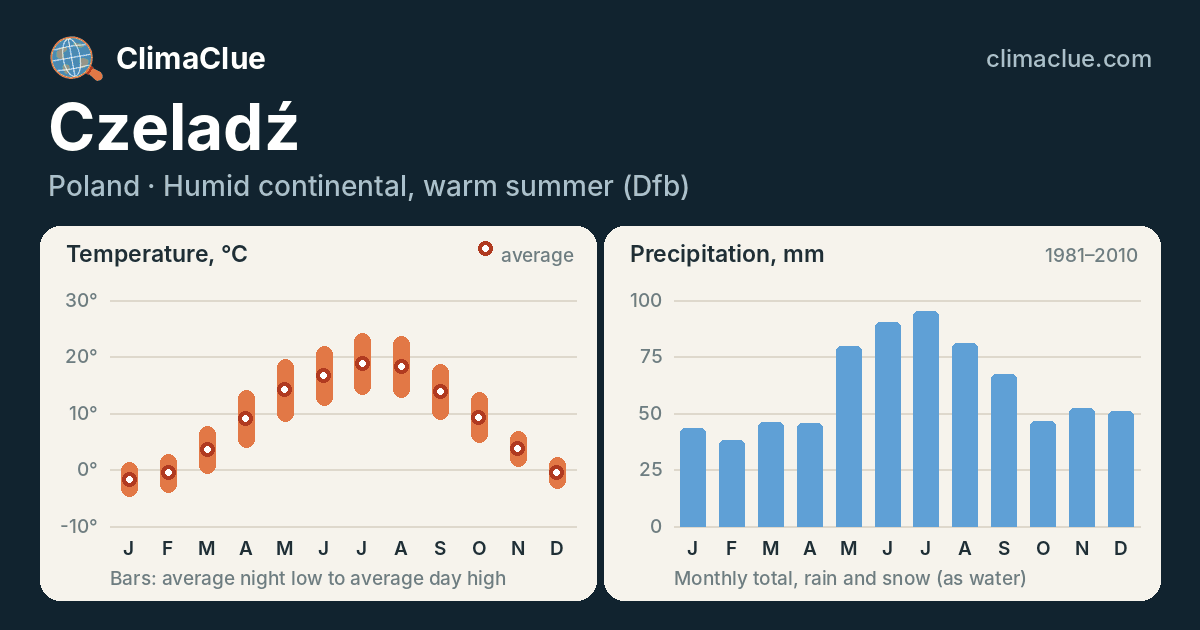 ClimaClue
climaclue.com
Czeladź
Poland · Humid continental, warm summer (Dfb)
Temperature, °C
average
30°
20°
10°
0°
-10°
J F M A M J J A S O N D
Bars: average night low to average day high
Precipitation, mm
1981–2010
100
75
50
25
0
J F M A M J J A S O N D
Monthly total, rain and snow (as water)